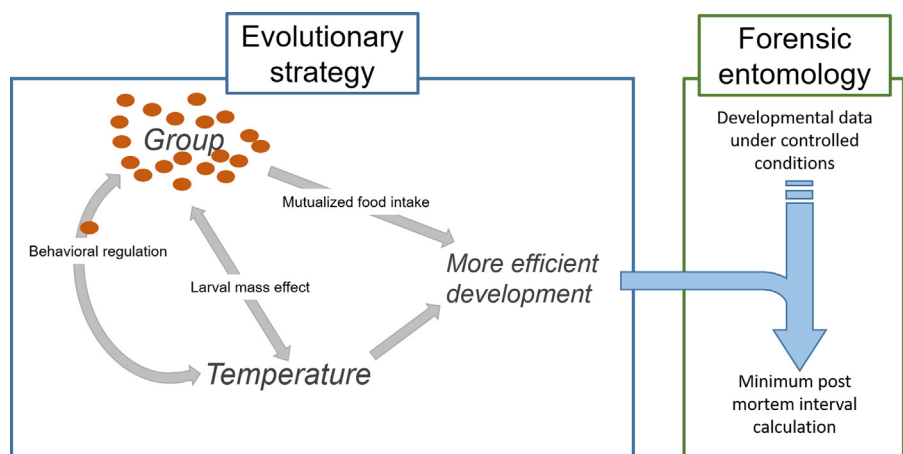 Evolutionary
strategy
Group
Mutualized food intake
Behavioral regulation
Larval mass effect
More efficient
development
Temperature
Forensic
entomology
Developmental data
under controlled
conditions
Minimum post
mortem interval
calculation